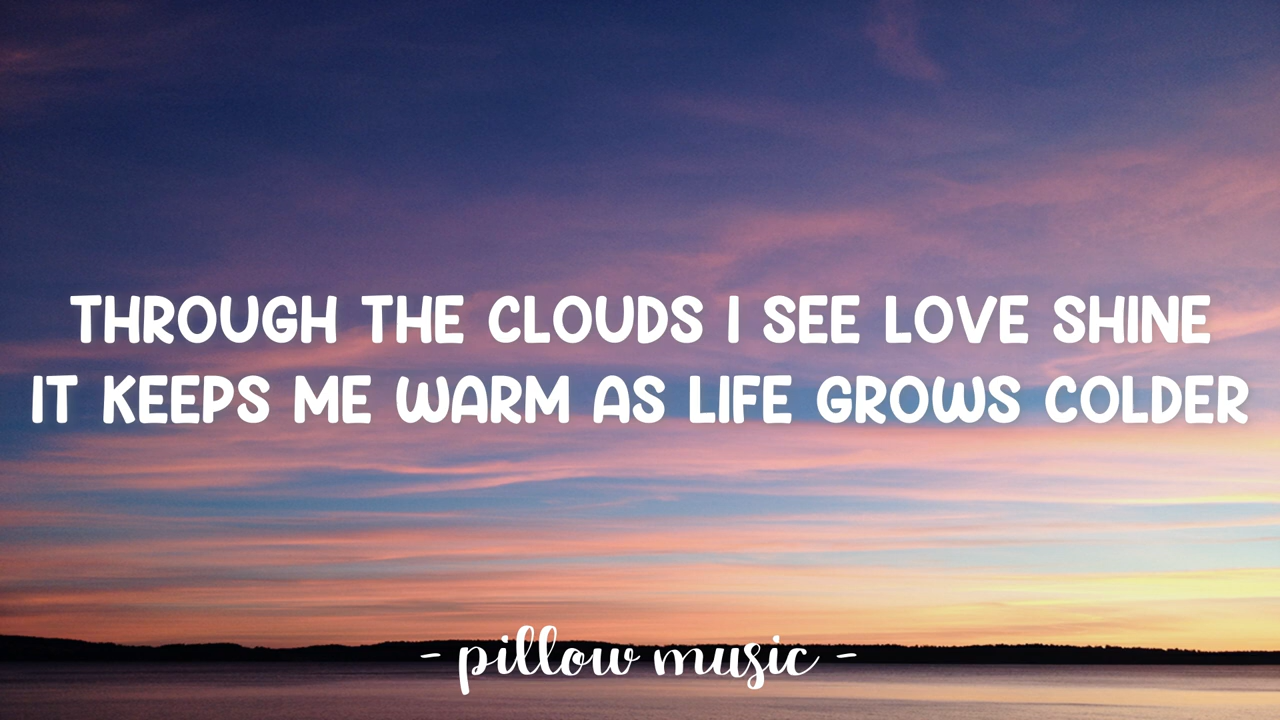 THROUGH THE CLOUDS I SEE LOVE SHINE
IT KEEPS ME WARM AS LIFE GROWS COLDER
- pillow music -